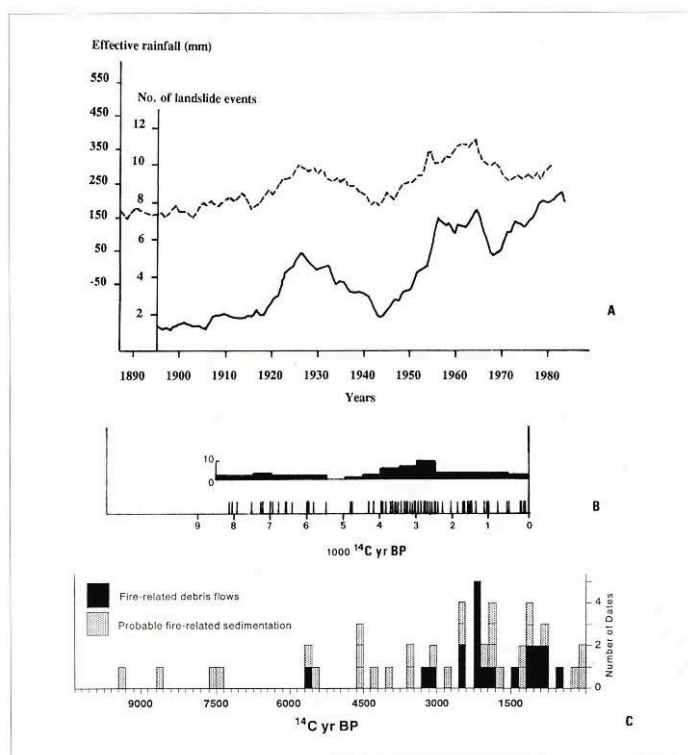 Effective rainfall (mm)
550
450
350
250
150
50
-50
No. of landslide events
12
10
8
6
4
2
A
1890 1900 1910 1920 1930 1940 1950 1960 1970 1980
Years
10
0
B
9 8 7 6 5 4 3 2 1 0
1000 ¹⁴C yr BP
Fire-related debris flows
Probable fire-related sedimentation
4
2
0
Number of Dates
9000 7500 5500 4500 2500 1500
¹⁴C yr BP
C